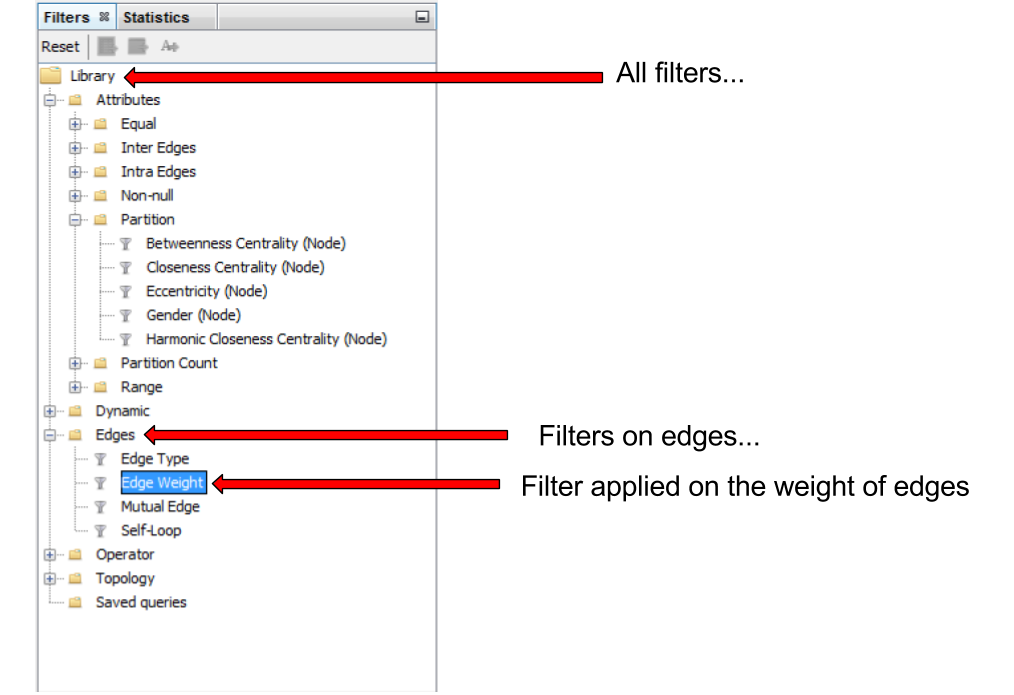 Filters Statistics
Reset
Library
All filters...
Attributes
Equal
Inter Edges
Intra Edges
Non-null
Partition
Betweenness Centrality (Node)
Closeness Centrality (Node)
Eccentricity (Node)
Gender (Node)
Harmonic Closeness Centrality (Node)
Partition Count
Range
Dynamic
Edges
Filters on edges...
Edge Type
Edge Weight
Filter applied on the weight of edges
Mutual Edge
Self-Loop
Operator
Topology
Saved queries